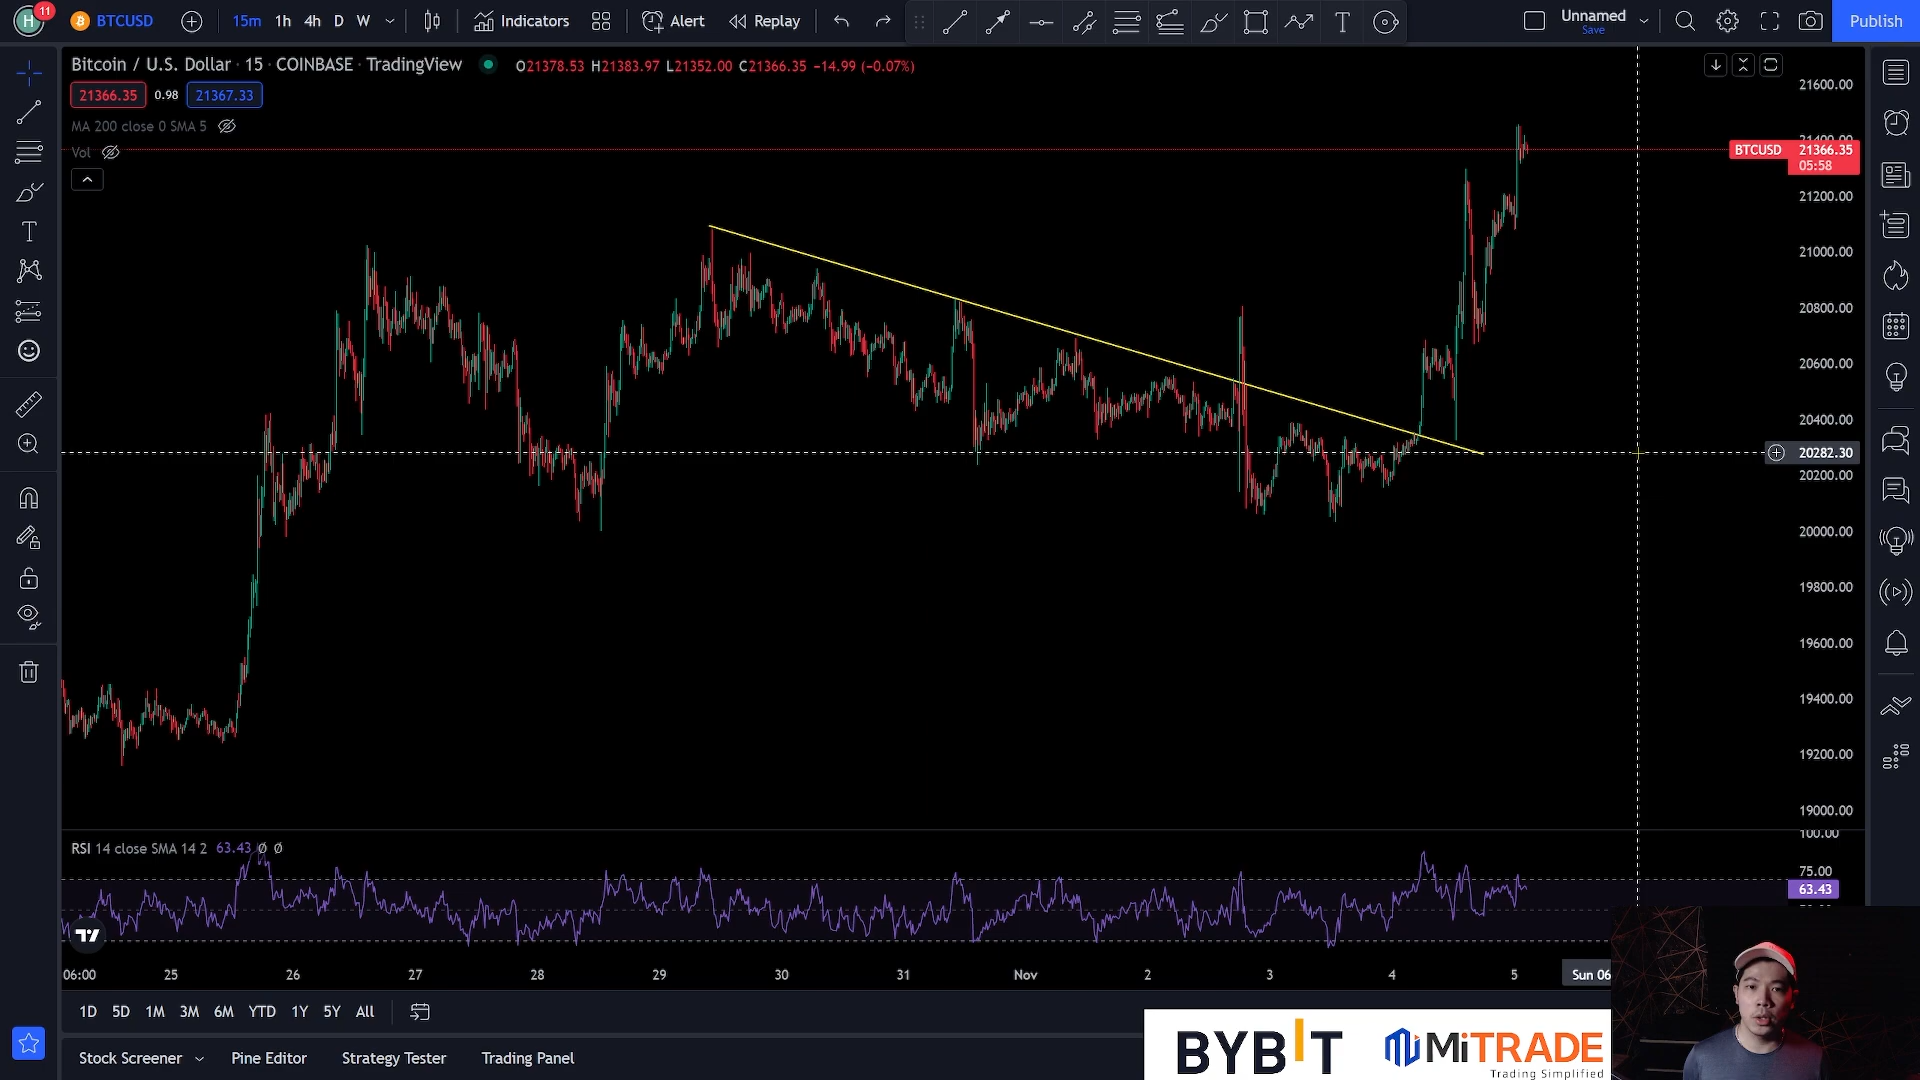 H
11
BTCUSD
15m 1h 4h D W
Indicators
Alert
Replay
Unnamed
Save
Publish
Bitcoin / U.S. Dollar · 15 · COINBASE · TradingView
O21378.53 H21383.97 L21352.00 C21366.35 −14.99 (−0.07%)
21366.35 0.98 21367.33
MA 200 close 0 SMA 5
Vol
21600.00
21400.00
BTCUSD 21366.35
05:58
21200.00
21000.00
20800.00
20600.00
20400.00
20282.30
20200.00
20000.00
19800.00
19600.00
19400.00
19200.00
19000.00
100.00
RSI 14 close SMA 14 2 63.43 Ø Ø
75.00
63.43
06:00 25 26 27 28 29 30 31 Nov 2 3 4 5 Sun 06
1D 5D 1M 3M 6M YTD 1Y 5Y All
Stock Screener Pine Editor Strategy Tester Trading Panel
BYBIT
MiTRADE
Trading Simplified